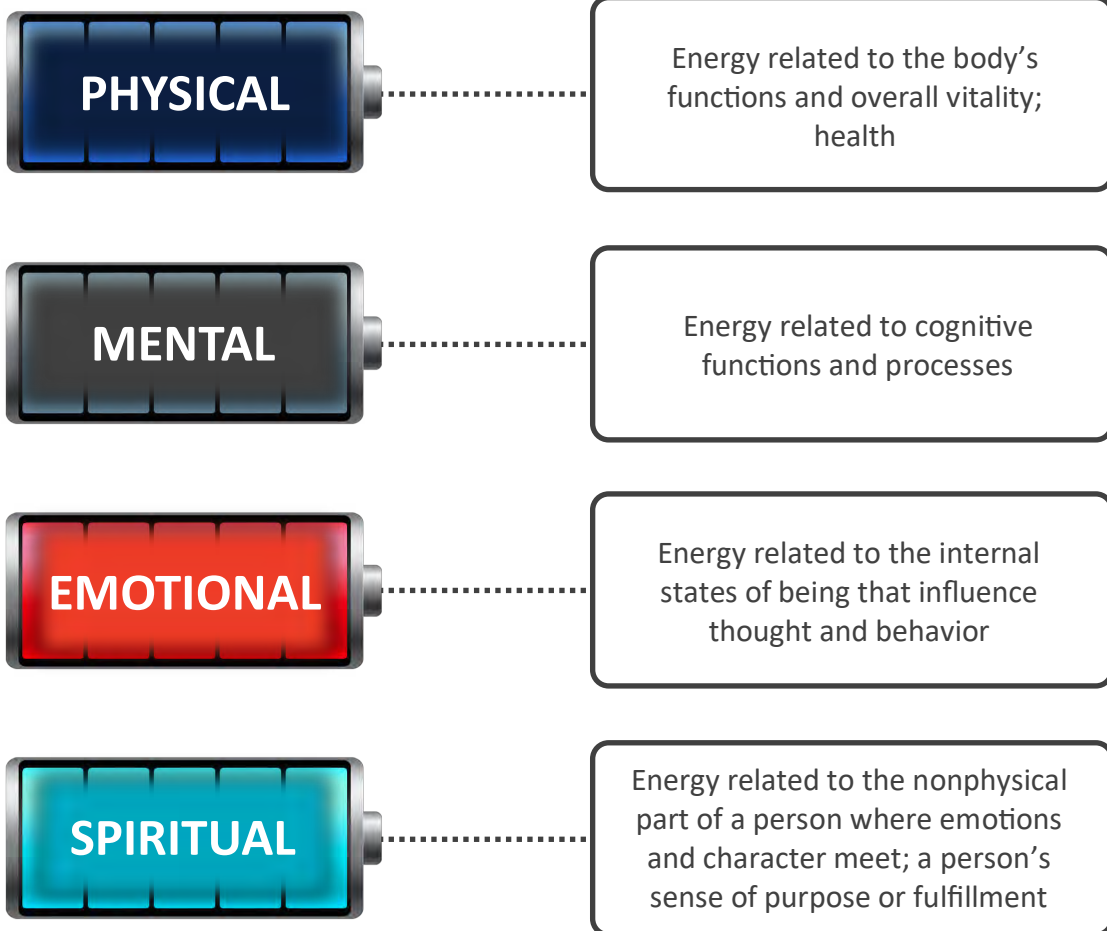 PHYSICAL
Energy related to the body’s
functions and overall vitality;
health
MENTAL
Energy related to cognitive
functions and processes
EMOTIONAL
Energy related to the internal
states of being that influence
thought and behavior
SPIRITUAL
Energy related to the nonphysical
part of a person where emotions
and character meet; a person’s
sense of purpose or fulfillment